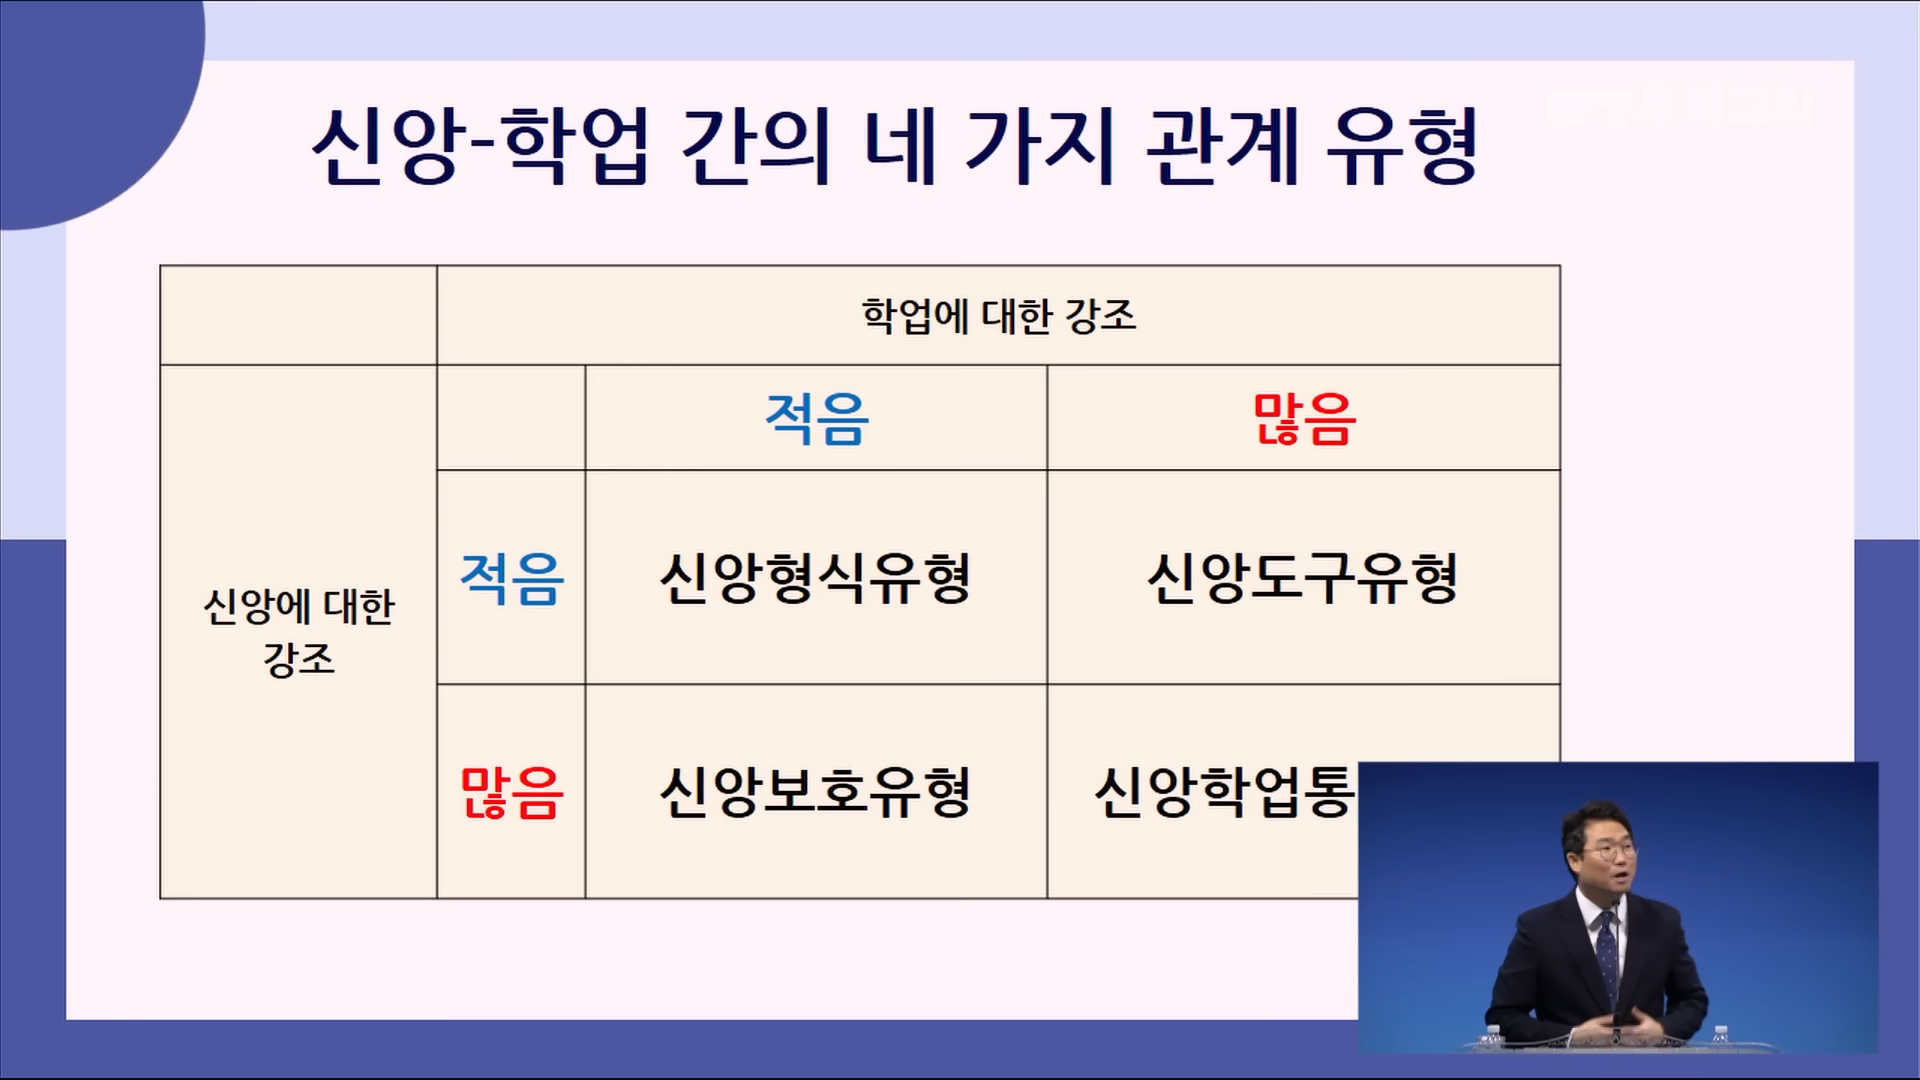 신앙-학업 간의 네 가지 관계 유형
학업에 대한 강조
적음 많음
신앙에 대한
강조
적음 신앙형식유형 신앙도구유형
많음 신앙보호유형 신앙학업통